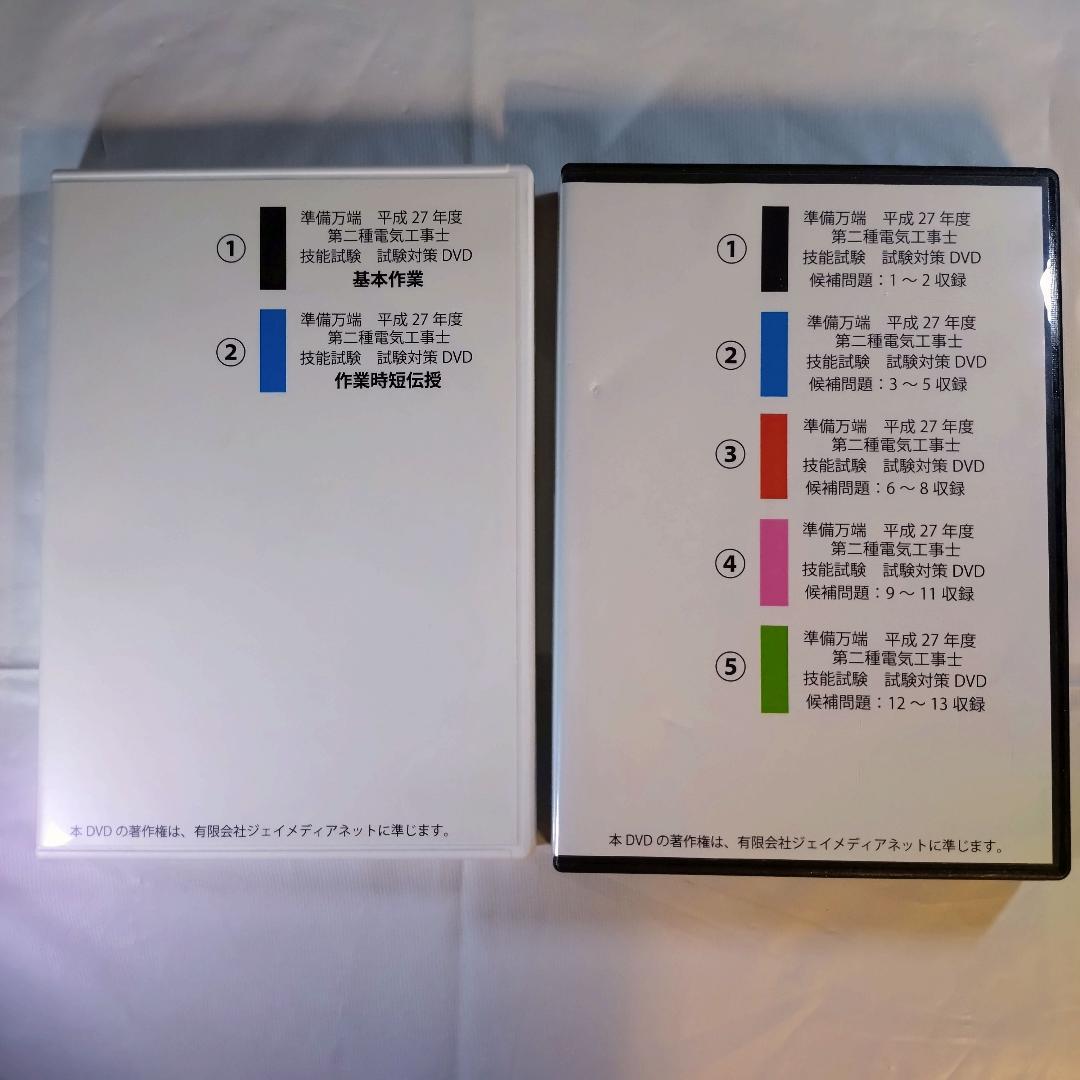 ①
準備万端　平成 27 年度
第二種電気工事士
技能試験　試験対策 DVD
基本作業
②
準備万端　平成 27 年度
第二種電気工事士
技能試験　試験対策 DVD
作業時短伝授
本 DVD の著作権は、有限会社ジェイメディアネットに準じます。
①
準備万端　平成 27 年度
第二種電気工事士
技能試験　試験対策 DVD
候補問題：1 〜 2 収録
②
準備万端　平成 27 年度
第二種電気工事士
技能試験　試験対策 DVD
候補問題：3 〜 5 収録
③
準備万端　平成 27 年度
第二種電気工事士
技能試験　試験対策 DVD
候補問題：6 〜 8 収録
④
準備万端　平成 27 年度
第二種電気工事士
技能試験　試験対策 DVD
候補問題：9 〜 11 収録
⑤
準備万端　平成 27 年度
第二種電気工事士
技能試験　試験対策 DVD
候補問題：12 〜 13 収録
本 DVD の著作権は、有限会社ジェイメディアネットに準じます。